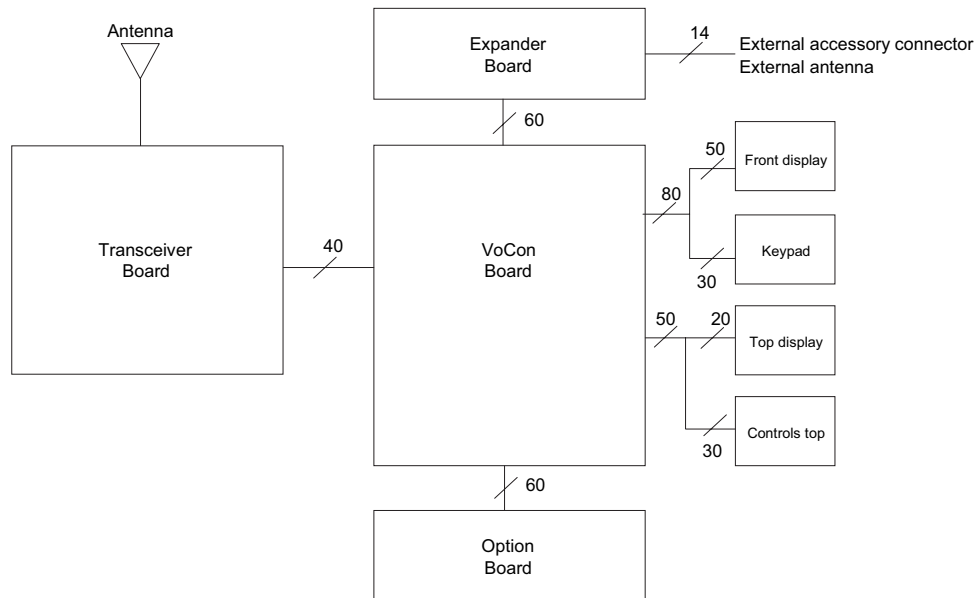 Antenna
Expander
Board
14
External accessory connector
External antenna
60
50
Front display
80
Transceiver
Board
40
VoCon
Board
Keypad
30
50
20
Top display
Controls top
30
60
Option
Board